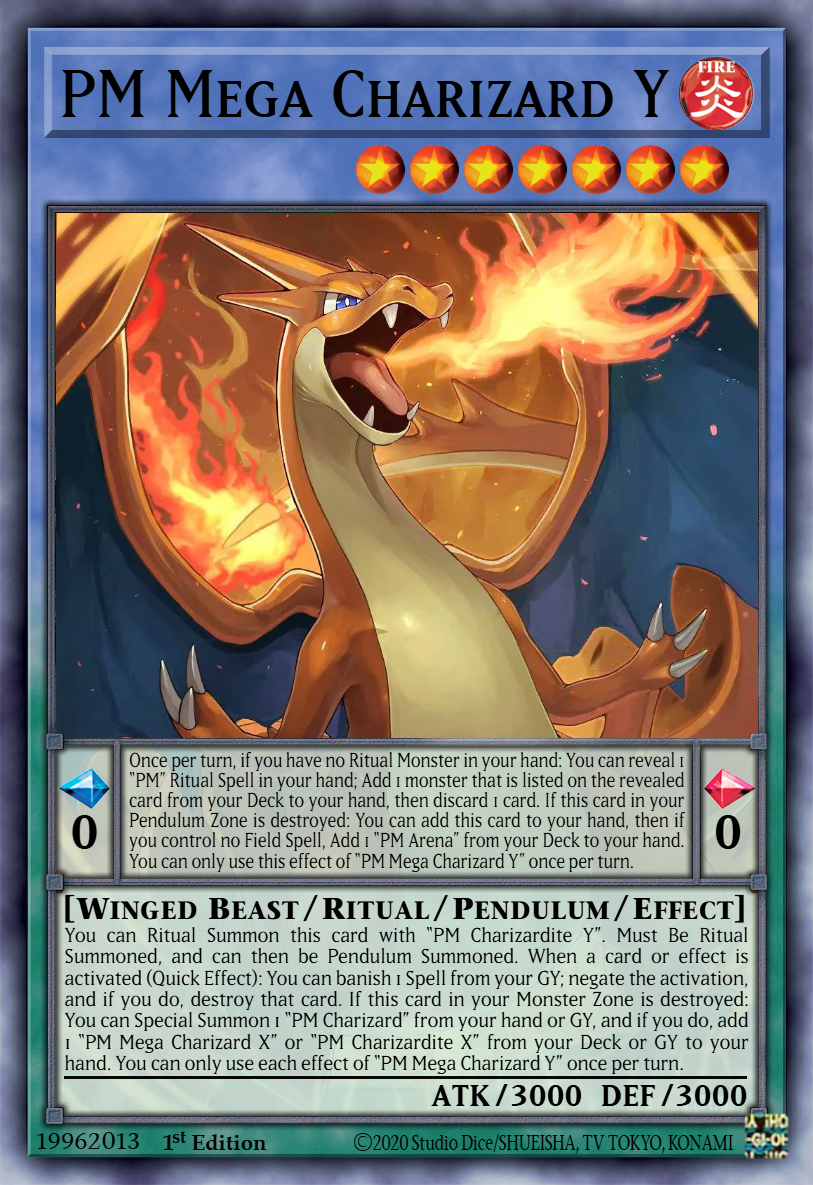 PM Mega Charizard Y
FIRE
炎
Once per turn, if you have no Ritual Monster in your hand: You can reveal 1
"PM" Ritual Spell in your hand; Add 1 monster that is listed on the revealed
card from your Deck to your hand, then discard 1 card. If this card in your
Pendulum Zone is destroyed: You can add this card to your hand, then if
you control no Field Spell, Add 1 "PM Arena" from your Deck to your hand.
You can only use this effect of "PM Mega Charizard Y" once per turn.
0
0
[Winged Beast/Ritual/Pendulum/Effect]
You can Ritual Summon this card with "PM Charizardite Y". Must Be Ritual
Summoned, and can then be Pendulum Summoned. When a card or effect is
activated (Quick Effect): You can banish 1 Spell from your GY; negate the activation,
and if you do, destroy that card. If this card in your Monster Zone is destroyed:
You can Special Summon 1 "PM Charizard" from your hand or GY, and if you do, add
1 "PM Mega Charizard X" or "PM Charizardite X" from your Deck or GY to your
hand. You can only use each effect of "PM Mega Charizard Y" once per turn.
ATK/3000 DEF/3000
19962013 1st Edition ©2020 Studio Dice/SHUEISHA, TV TOKYO, KONAMI